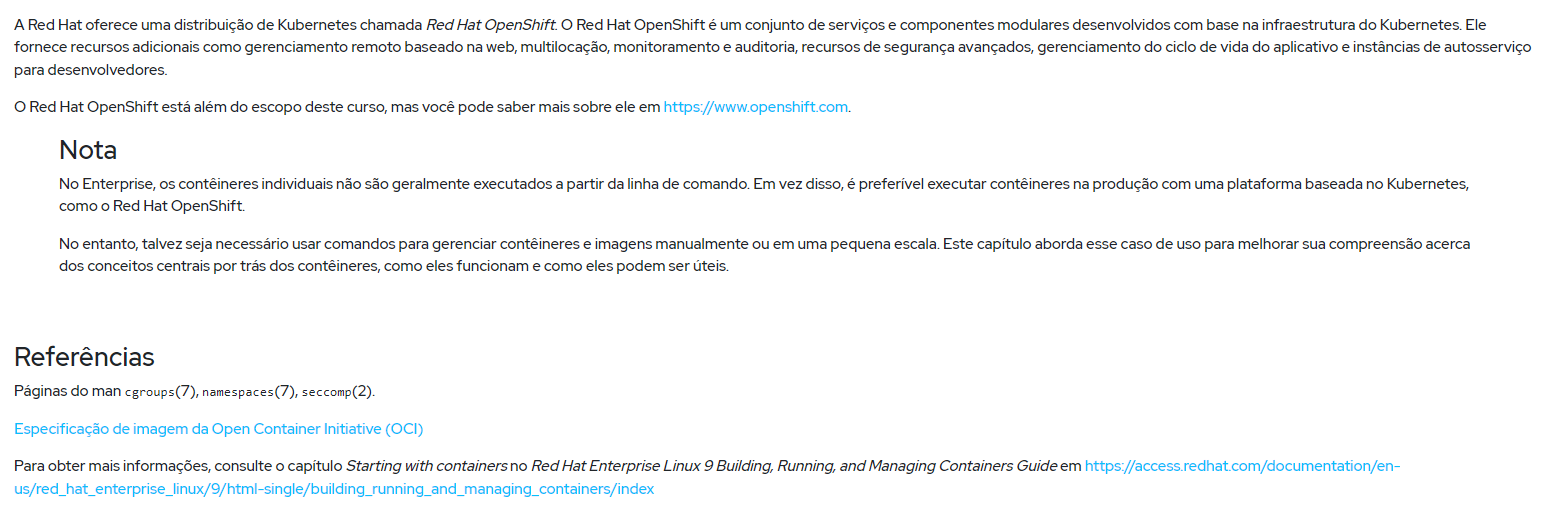 A Red Hat oferece uma distribuição de Kubernetes chamada Red Hat OpenShift. O Red Hat OpenShift é um conjunto de serviços e componentes modulares desenvolvidos com base na infraestrutura do Kubernetes. Ele
fornece recursos adicionais como gerenciamento remoto baseado na web, multilocação, monitoramento e auditoria, recursos de segurança avançados, gerenciamento do ciclo de vida do aplicativo e instâncias de autosserviço
para desenvolvedores.
O Red Hat OpenShift está além do escopo deste curso, mas você pode saber mais sobre ele em https://www.openshift.com.
Nota
No Enterprise, os contêineres individuais não são geralmente executados a partir da linha de comando. Em vez disso, é preferível executar contêineres na produção com uma plataforma baseada no Kubernetes,
como o Red Hat OpenShift.
No entanto, talvez seja necessário usar comandos para gerenciar contêineres e imagens manualmente ou em uma pequena escala. Este capítulo aborda esse caso de uso para melhorar sua compreensão acerca
dos conceitos centrais por trás dos contêineres, como eles funcionam e como eles podem ser úteis.
Referências
Páginas do man cgroups(7), namespaces(7), seccomp(2).
Especificação de imagem da Open Container Initiative (OCI)
Para obter mais informações, consulte o capítulo Starting with containers no Red Hat Enterprise Linux 9 Building, Running, and Managing Containers Guide em https://access.redhat.com/documentation/en-
us/red_hat_enterprise_linux/9/html-single/building_running_and_managing_containers/index